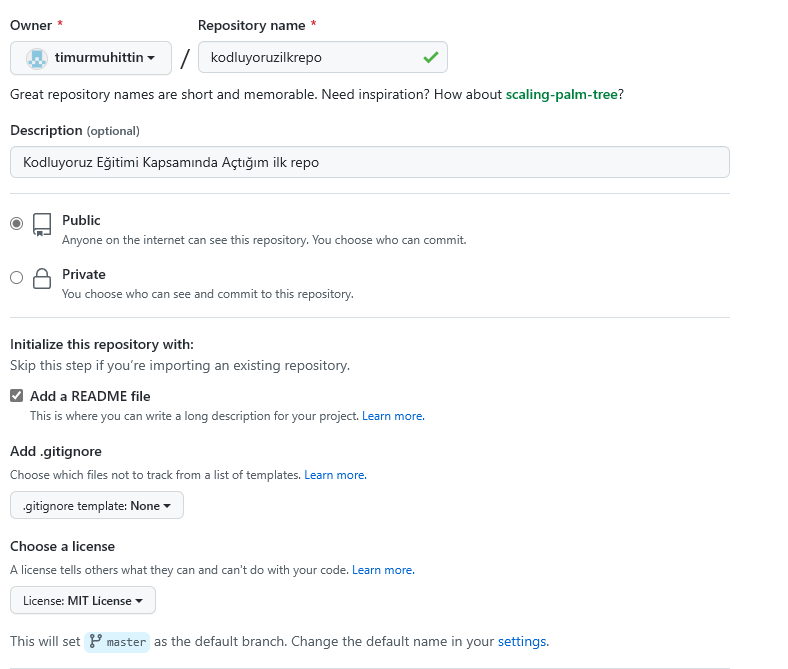 Owner * Repository name *
timurmuhittin / kodluyoruzilkrepo
Great repository names are short and memorable. Need inspiration? How about scaling-palm-tree?
Description (optional)
Kodluyoruz Eğitimi Kapsamında Açtığım ilk repo
Public
Anyone on the internet can see this repository. You choose who can commit.
Private
You choose who can see and commit to this repository.
Initialize this repository with:
Skip this step if you’re importing an existing repository.
Add a README file
This is where you can write a long description for your project. Learn more.
Add .gitignore
Choose which files not to track from a list of templates. Learn more.
.gitignore template: None
Choose a license
A license tells others what they can and can't do with your code. Learn more.
License: MIT License
This will set master as the default branch. Change the default name in your settings.